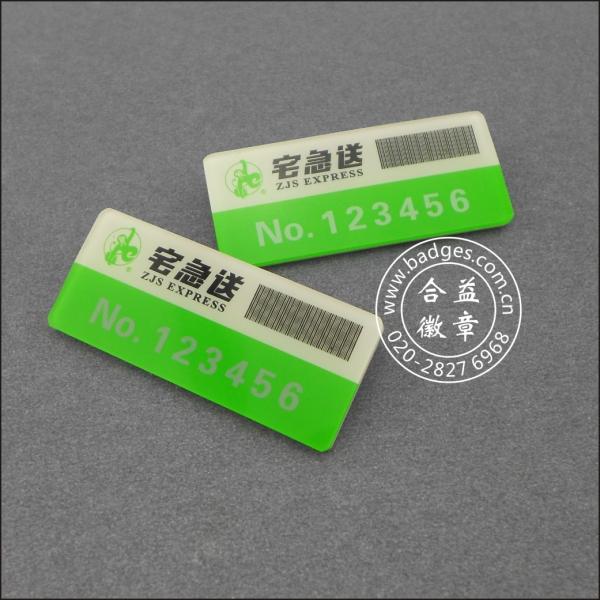 宅急送
ZJS EXPRESS
No. 123456
宅急送
ZJS EXPRESS
No. 123456
www.badges.com.cn
合益
徽章
020-2827 6968